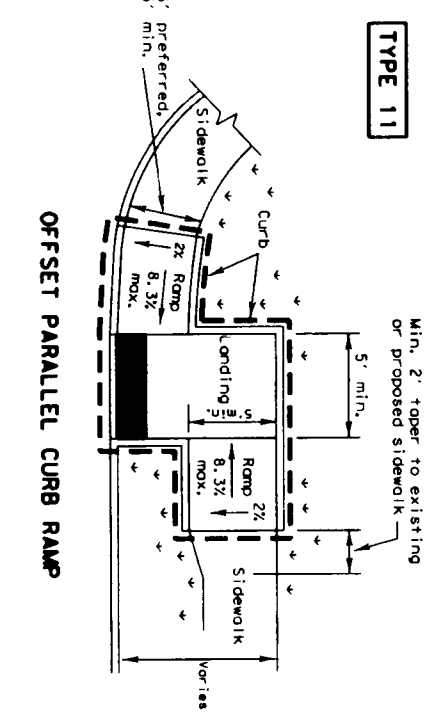 TYPE 11
Min. 2' taper to existing
or proposed sidewalk
5' min.
preferred,
min.
Sidewalk
Curb
2%
Ramp
8.3%
max.
Landing
5' min.
Ramp
8.3%
max.
2%
Sidewalk
Varies
OFFSET PARALLEL CURB RAMP